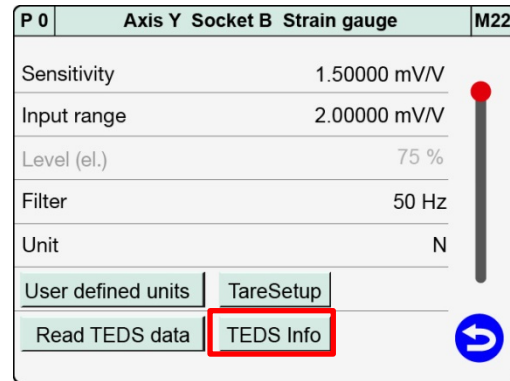 P 0 Axis Y Socket B Strain gauge M22
Sensitivity 1.50000 mV/V
Input range 2.00000 mV/V
Level (el.) 75 %
Filter 50 Hz
Unit N
User defined units TareSetup
Read TEDS data TEDS Info